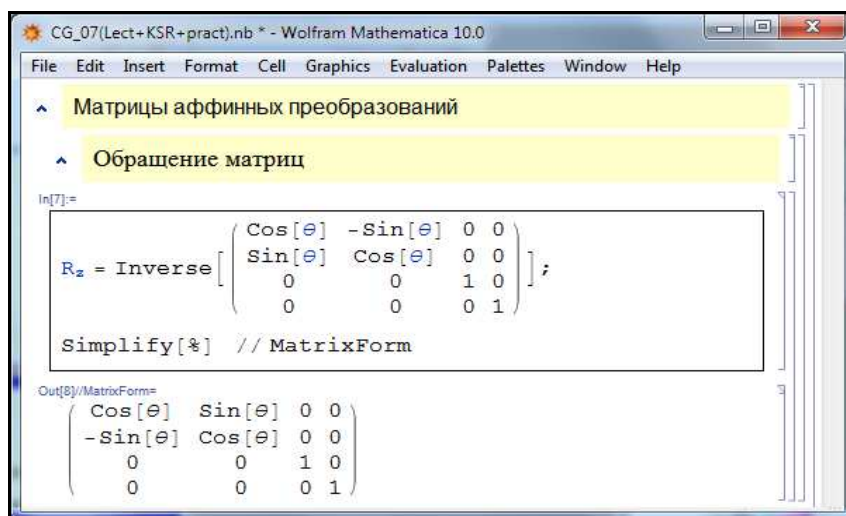 CG_07(Lect+KSR+pract).nb * - Wolfram Mathematica 10.0
File Edit Insert Format Cell Graphics Evaluation Palettes Window Help
Матрицы аффинных преобразований
Обращение матриц
In[7]:=
Cos[θ] -Sin[θ] 0 0
Sin[θ] Cos[θ] 0 0
R_z = Inverse[ ];
0 0 1 0
0 0 0 1
Simplify[%] // MatrixForm
Out[8]//MatrixForm=
Cos[θ] Sin[θ] 0 0
-Sin[θ] Cos[θ] 0 0
0 0 1 0
0 0 0 1